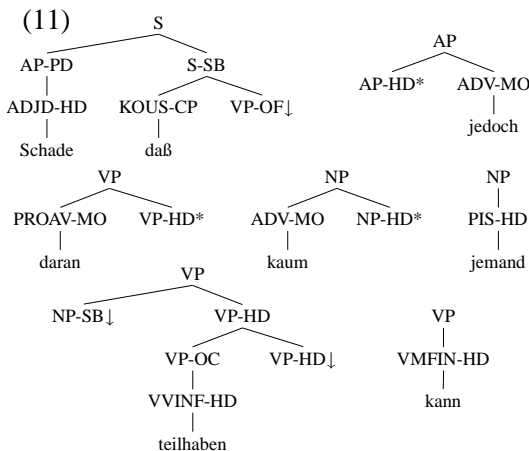 (11)
S
AP
AP-PD S-SB
AP-HD* ADV-MO
ADJD-HD KOUS-CP VP-OF↓
jedoch
Schade daß
VP NP NP
PROAV-MO VP-HD* ADV-MO NP-HD* PIS-HD
daran kaum jemand
VP
NP-SB↓ VP-HD VP
VP-OC VP-HD↓ VMFIN-HD
VVINF-HD kann
teilhaben